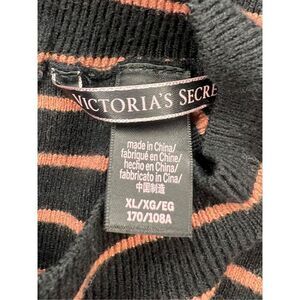 VICTORIA'S SECRE
made in China/
fabriqué en Chine/
hecho en China/
fabbricato in Cina/
中国制造
XL/XG/EG
170/108A